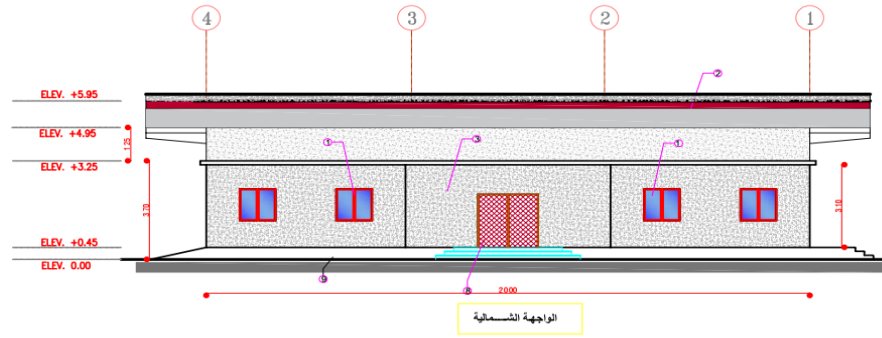 4 3 2 1
②
ELEV. +5.95
ELEV. +4.95
1.25
① ③ ①
ELEV. +3.25
3.70
3.10
ELEV. +0.45
ELEV. 0.00
⑨ ⑧
2000
الواجهة الشـــمالية